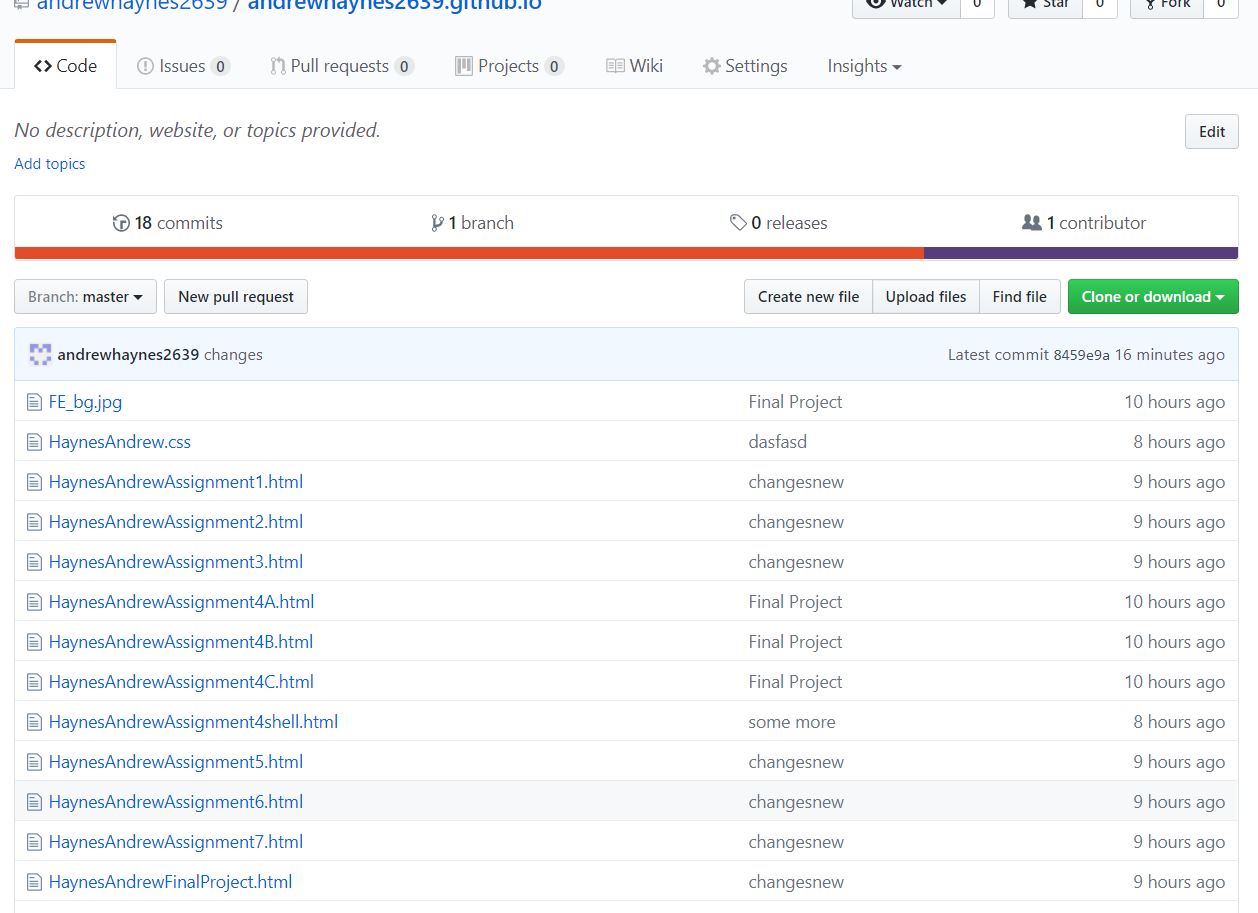 andrewhaynes2639 / andrewhaynes2639.github.io Watch 0 Star 0 Fork 0
Code Issues 0 Pull requests 0 Projects 0 Wiki Settings Insights
No description, website, or topics provided. Edit
Add topics
18 commits 1 branch 0 releases 1 contributor
Branch: master New pull request Create new file Upload files Find file Clone or download
andrewhaynes2639 changes Latest commit 8459e9a 16 minutes ago
FE_bg.jpg Final Project 10 hours ago
HaynesAndrew.css dasfasd 8 hours ago
HaynesAndrewAssignment1.html changesnew 9 hours ago
HaynesAndrewAssignment2.html changesnew 9 hours ago
HaynesAndrewAssignment3.html changesnew 9 hours ago
HaynesAndrewAssignment4A.html Final Project 10 hours ago
HaynesAndrewAssignment4B.html Final Project 10 hours ago
HaynesAndrewAssignment4C.html Final Project 10 hours ago
HaynesAndrewAssignment4shell.html some more 8 hours ago
HaynesAndrewAssignment5.html changesnew 9 hours ago
HaynesAndrewAssignment6.html changesnew 9 hours ago
HaynesAndrewAssignment7.html changesnew 9 hours ago
HaynesAndrewFinalProject.html changesnew 9 hours ago